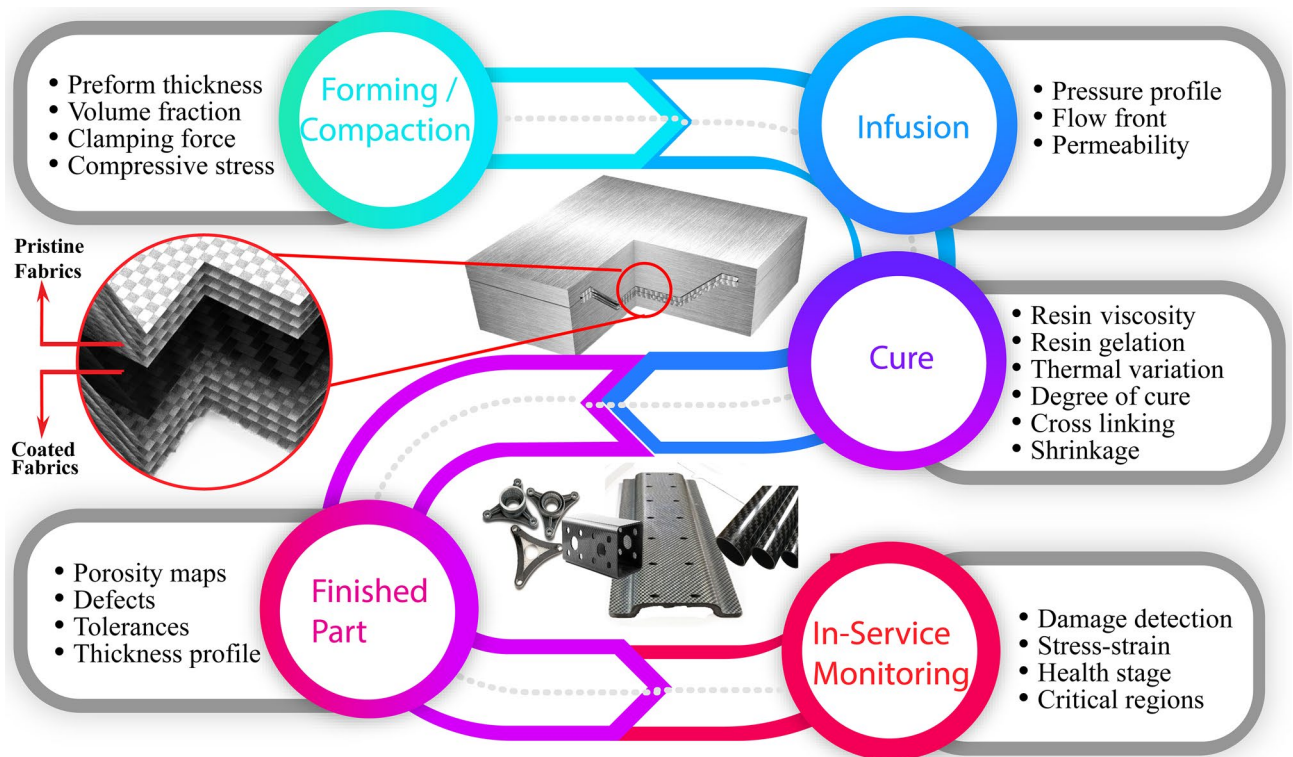 • Preform thickness
• Volume fraction
• Clamping force
• Compressive stress
Forming /
Compaction
Infusion
• Pressure profile
• Flow front
• Permeability
Pristine
Fabrics
Coated
Fabrics
Cure
• Resin viscosity
• Resin gelation
• Thermal variation
• Degree of cure
• Cross linking
• Shrinkage
• Porosity maps
• Defects
• Tolerances
• Thickness profile
Finished
Part
In-Service
Monitoring
• Damage detection
• Stress-strain
• Health stage
• Critical regions